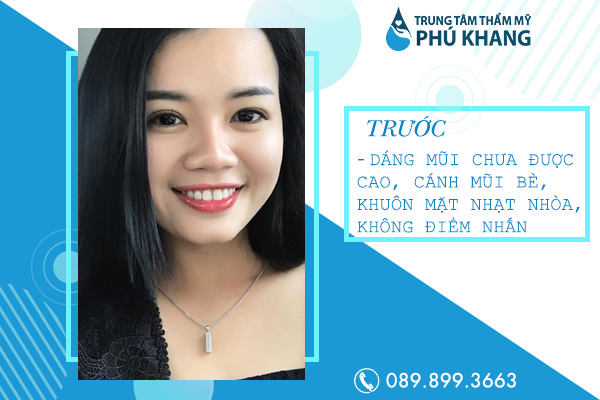 TRUNG TÂM THẨM MỸ
PHÚ KHANG
TRƯỚC
- DÁNG MŨI CHƯA ĐƯỢC
CAO, CÁNH MŨI BÈ,
KHUÔN MẶT NHẠT NHÒA,
KHÔNG ĐIỂM NHẤN
089.899.3663